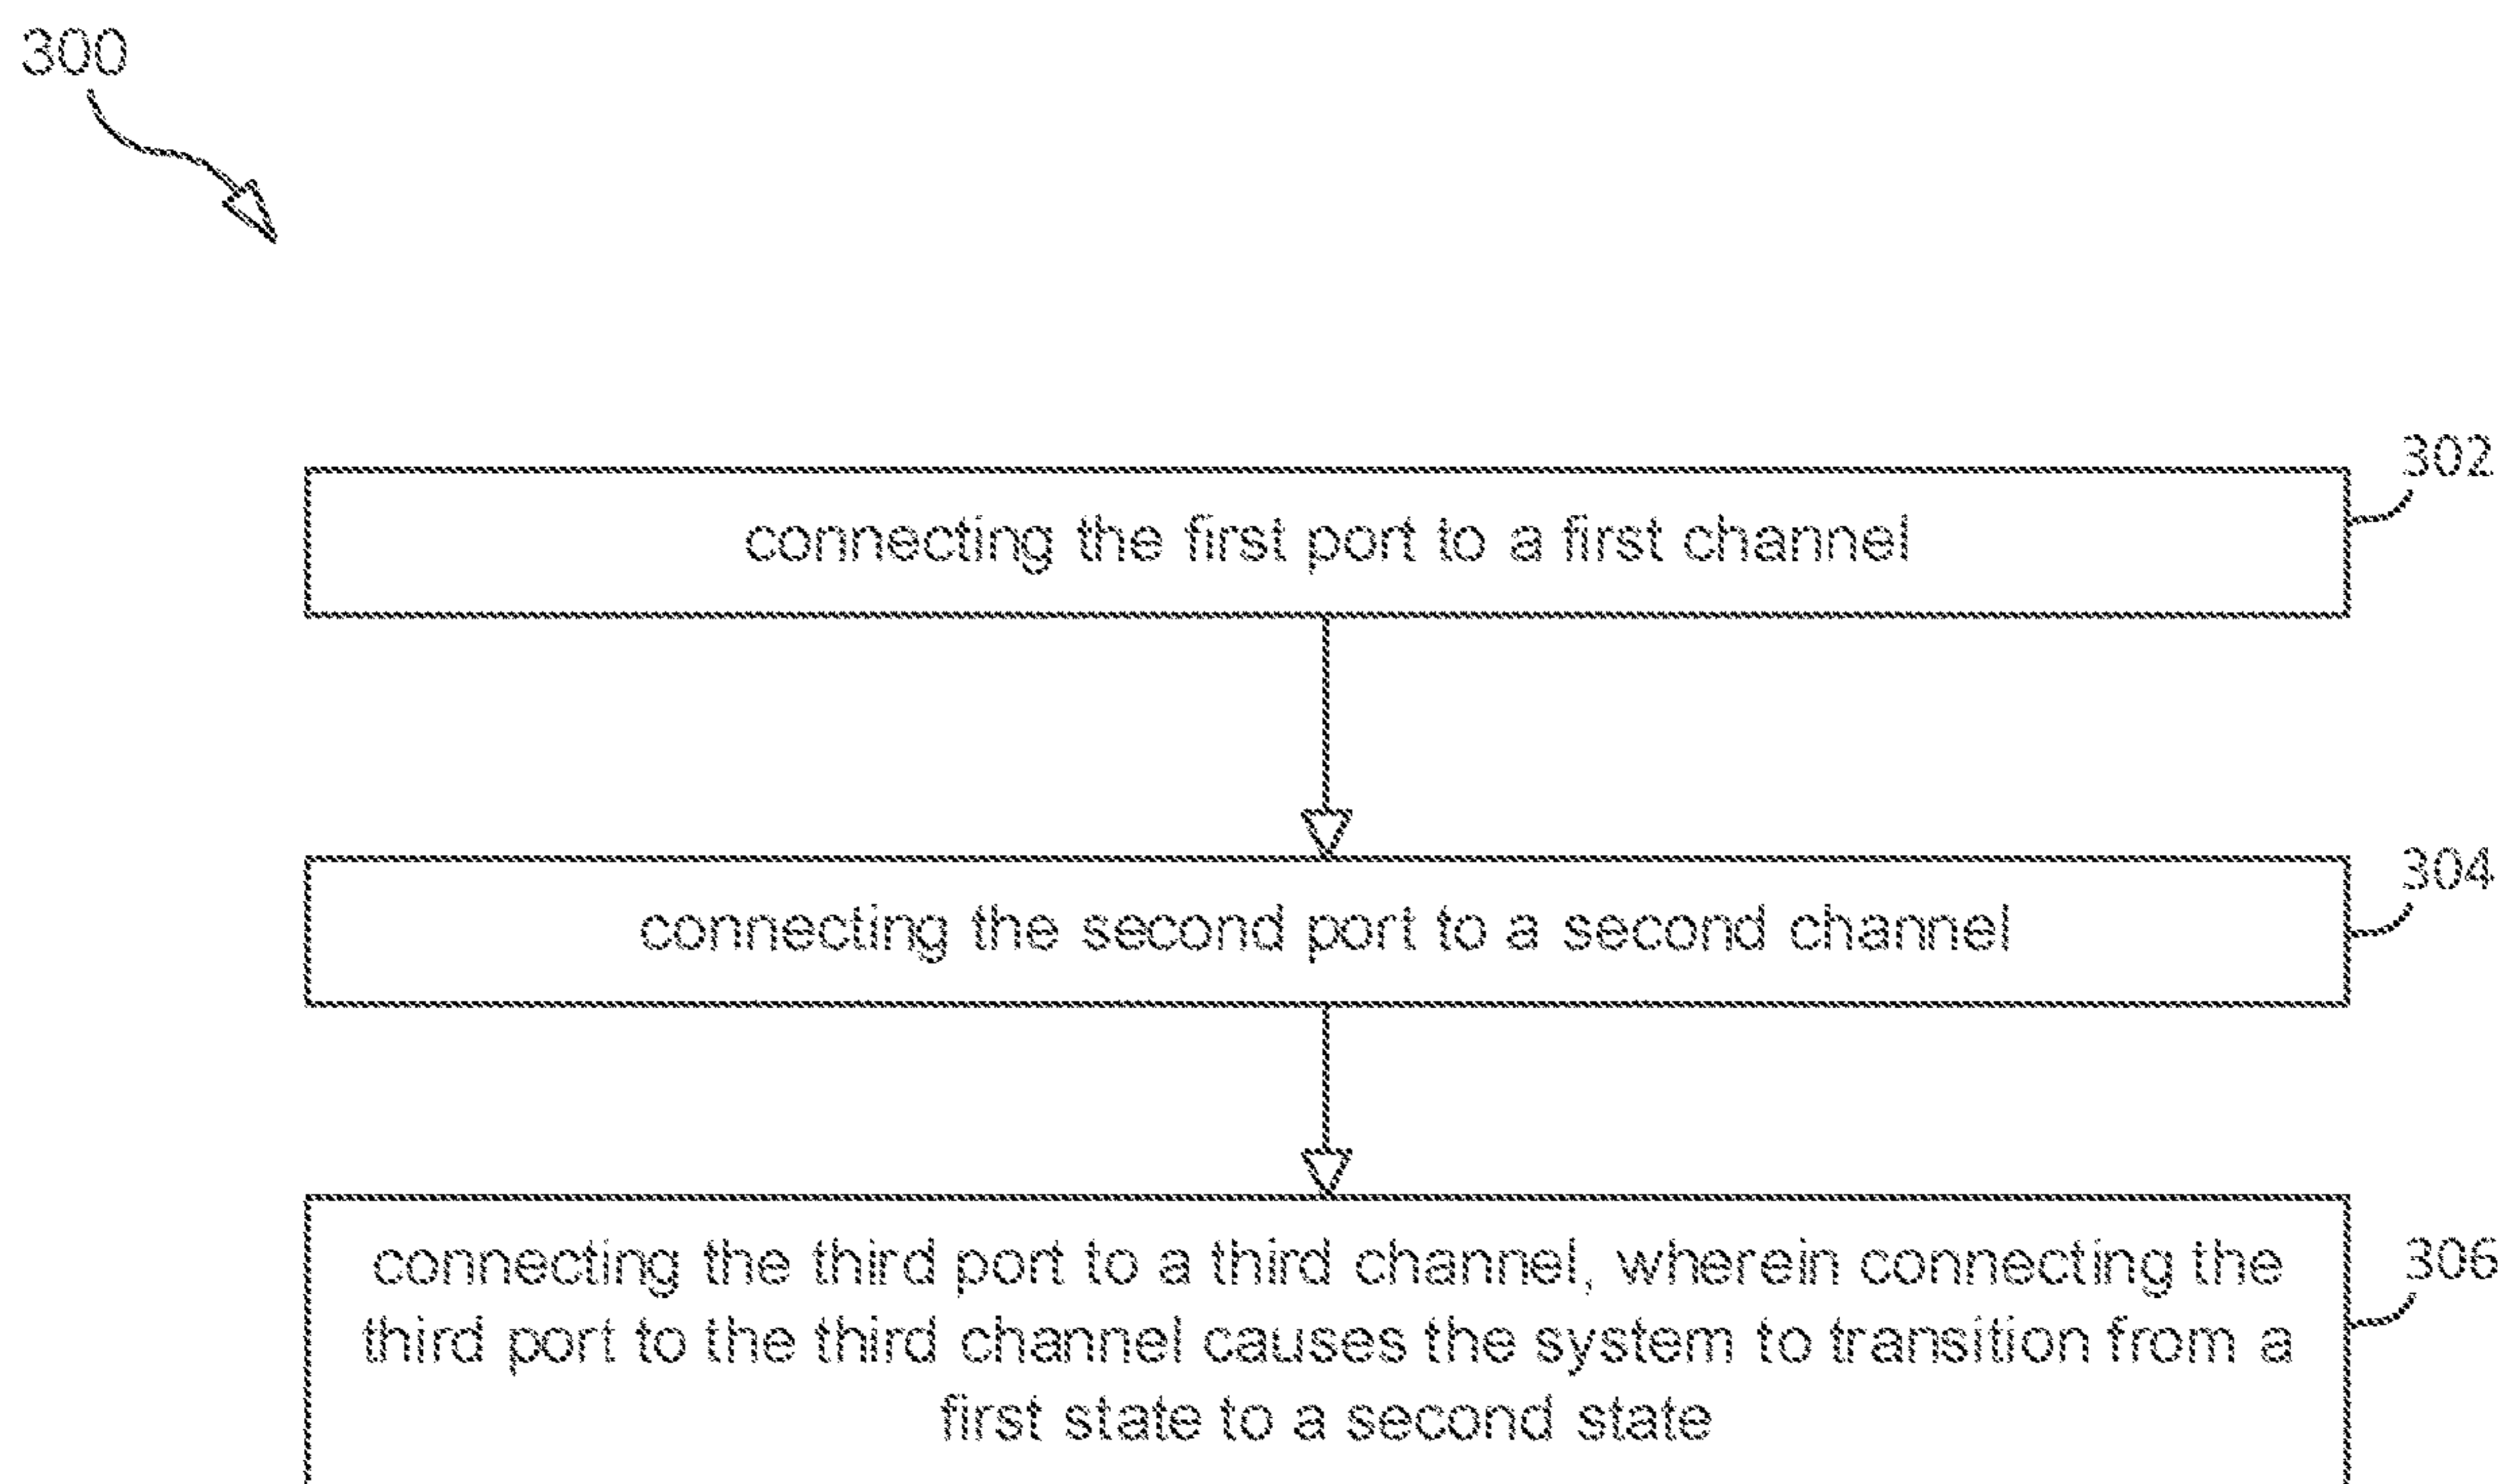 300
302
connecting the first port to a first channel
304
connecting the second port to a second channel
306
connecting the third port to a third channel, wherein connecting the
third port to the third channel causes the system to transition from a
first state to a second state